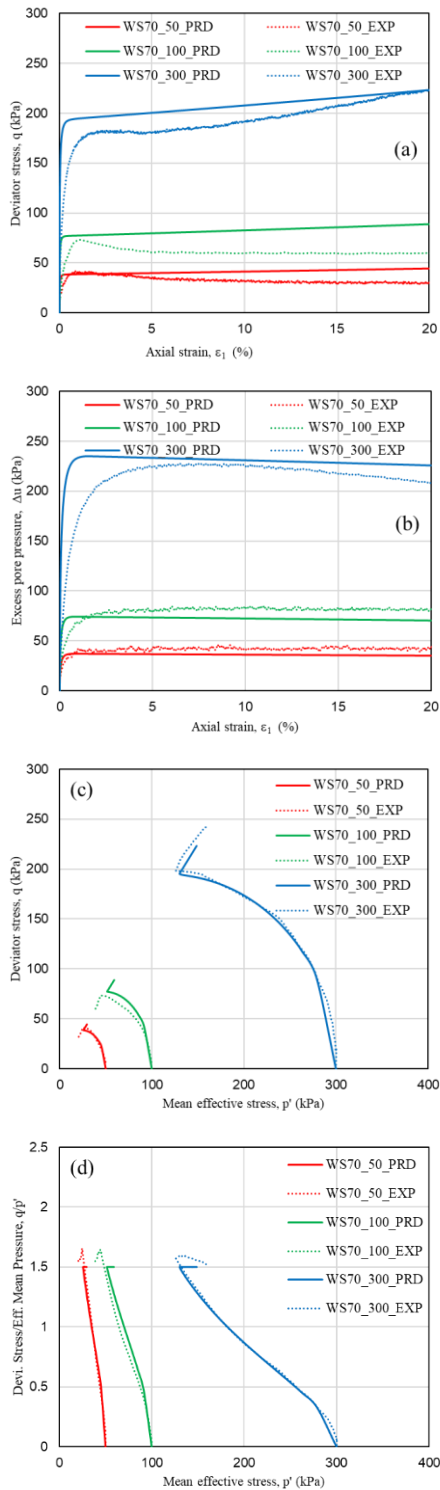 300
WS70_50_PRD WS70_50_EXP
WS70_100_PRD WS70_100_EXP
250
WS70_300_PRD WS70_300_EXP
200
150
(a)
100
50
0
0 5 10 15 20
Deviator stress, q (kPa)
Axial strain, ε1 (%)
300
WS70_50_PRD WS70_50_EXP
WS70_100_PRD WS70_100_EXP
250
WS70_300_PRD WS70_300_EXP
200
150
(b)
100
50
0
0 5 10 15 20
Excess pore pressure, Δu (kPa)
Axial strain, ε1 (%)
300
(c)
WS70_50_PRD
WS70_50_EXP
250
WS70_100_PRD
WS70_100_EXP
200
WS70_300_PRD
WS70_300_EXP
150
100
50
0
0 100 200 300 400
Deviator stress, q (kPa)
Mean effective stress, p' (kPa)
2.5
(d)
WS70_50_PRD
WS70_50_EXP
2
WS70_100_PRD
WS70_100_EXP
WS70_300_PRD
1.5
WS70_300_EXP
1
0.5
0
0 100 200 300 400
Devi. Stress/Eff. Mean Pressure, q/p'
Mean effective stress, p' (kPa)